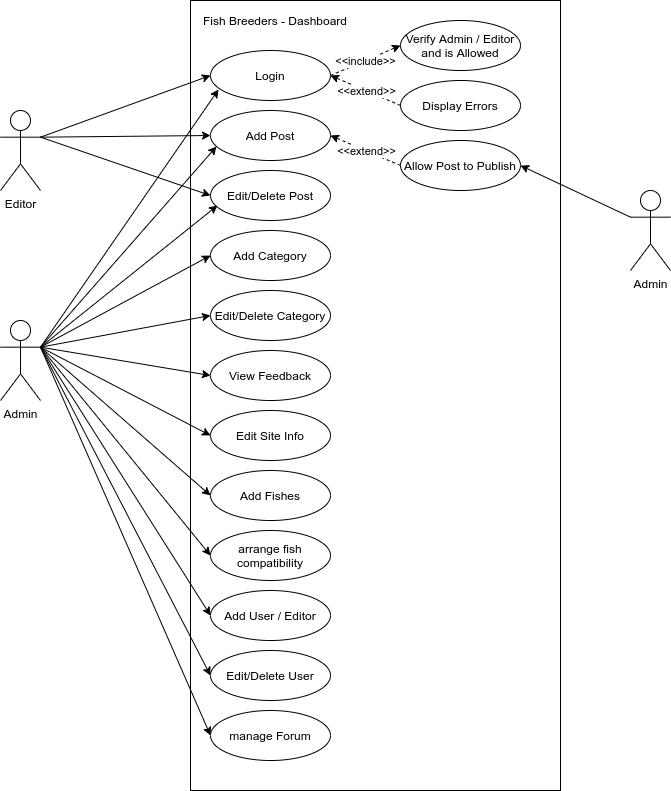 Fish Breeders - Dashboard
Verify Admin / Editor
and is Allowed
<<include>>
Login
<<extend>>
Display Errors
Add Post
<<extend>>
Allow Post to Publish
Editor
Edit/Delete Post
Add Category
Admin
Edit/Delete Category
View Feedback
Admin
Edit Site Info
Add Fishes
arrange fish
compatibility
Add User / Editor
Edit/Delete User
manage Forum